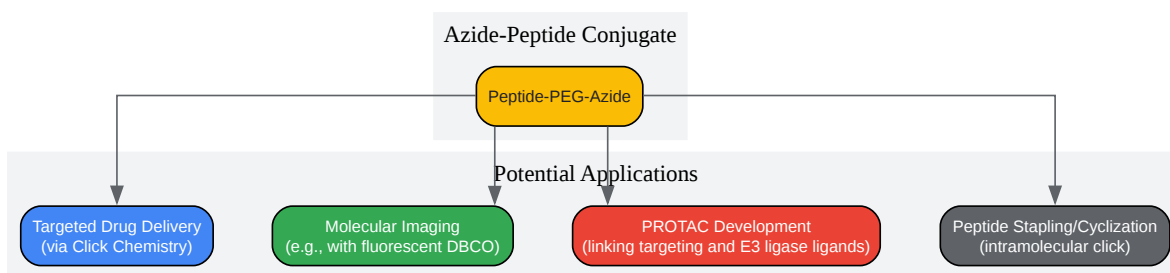 Azide-Peptide Conjugate
Peptide-PEG-Azide
Potential Applications
Targeted Drug Delivery
(via Click Chemistry)
Molecular Imaging
(e.g., with fluorescent DBCO)
PROTAC Development
(linking targeting and E3 ligase ligands)
Peptide Stapling/Cyclization
(intramolecular click)